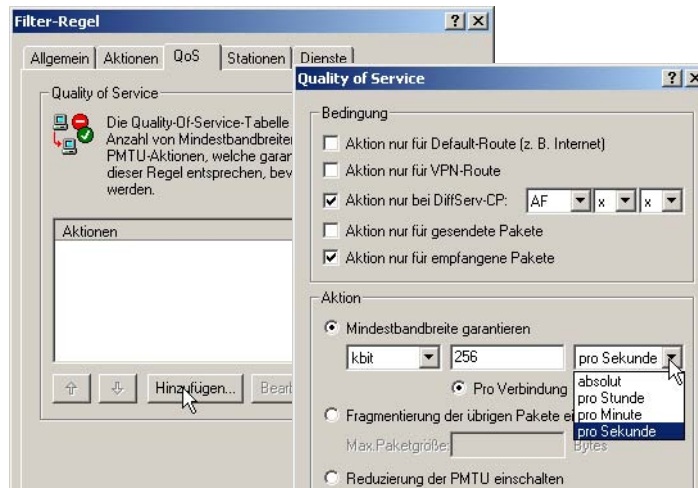 Filter-Regel
Allgemein
Aktionen
QoS
Stationen
Dienste
Quality of Service
Die Quality-Of-Service-Tabelle
Anzahl von Mindestbandbreiten
PMTU-Aktionen, welche garan
dieser Regel entsprechen, bev
werden.
Aktionen
Hinzufügen...
Bearb
Quality of Service
Bedingung
Aktion nur für Default-Route (z. B. Internet)
Aktion nur für VPN-Route
Aktion nur bei DiffServ-CP: AF x x
Aktion nur für gesendete Pakete
Aktion nur für empfangene Pakete
Aktion
Mindestbandbreite garantieren
kbit 256 pro Sekunde
absolut
pro Stunde
pro Minute
pro Sekunde
Pro Verbindung
Fragmentierung der übrigen Pakete ei
Max.Paketgröße: Bytes
Reduzierung der PMTU einschalten